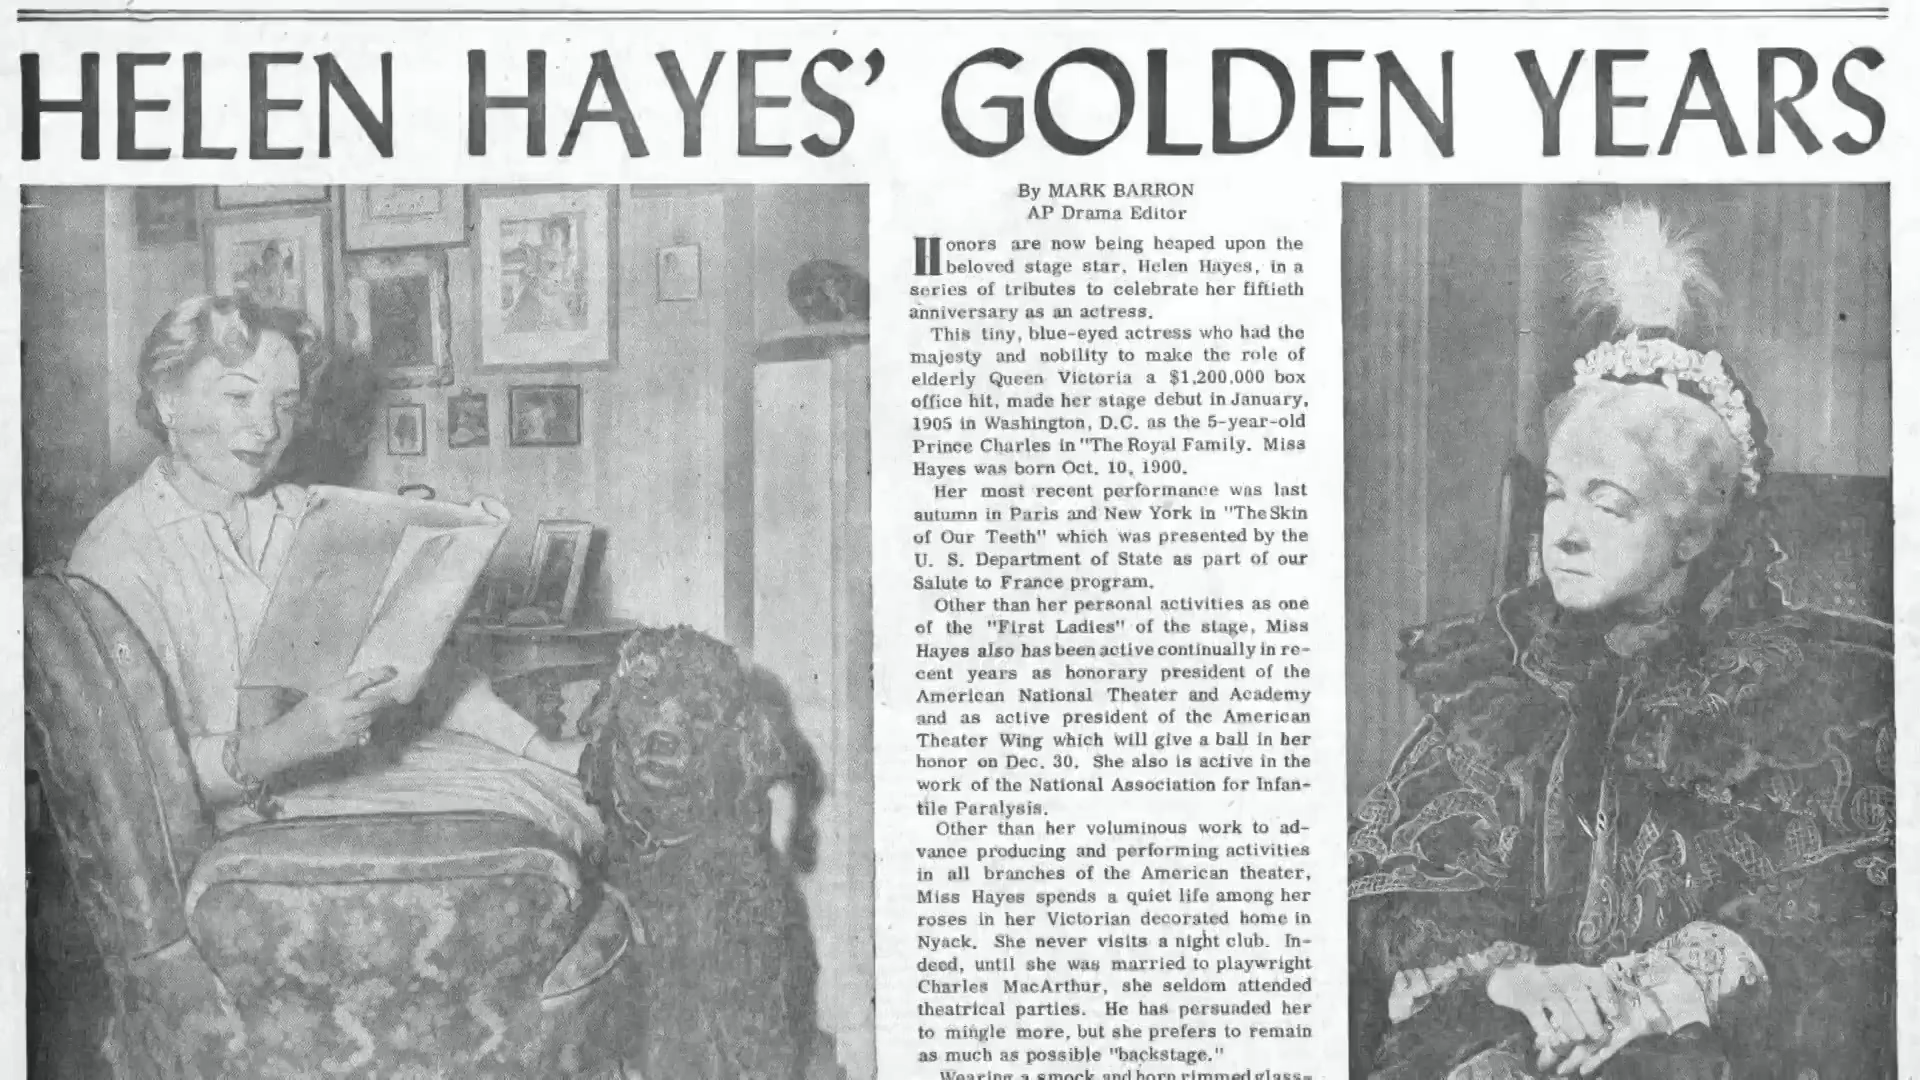 HELEN HAYES' GOLDEN YEARS
By MARK BARRON
AP Drama Editor
Honors are now being heaped upon the
beloved stage star, Helen Hayes, in a
series of tributes to celebrate her fiftieth
anniversary as an actress.
This tiny, blue-eyed actress who had the
majesty and nobility to make the role of
elderly Queen Victoria a $1,200,000 box
office hit, made her stage debut in January,
1905 in Washington, D.C. as the 5-year-old
Prince Charles in "The Royal Family. Miss
Hayes was born Oct. 10, 1900.
Her most recent performance was last
autumn in Paris and New York in "The Skin
of Our Teeth" which was presented by the
U. S. Department of State as part of our
Salute to France program.
Other than her personal activities as one
of the "First Ladies" of the stage, Miss
Hayes also has been active continually in re-
cent years as honorary president of the
American National Theater and Academy
and as active president of the American
Theater Wing which will give a ball in her
honor on Dec. 30. She also is active in the
work of the National Association for Infan-
tile Paralysis.
Other than her voluminous work to ad-
vance producing and performing activities
in all branches of the American theater,
Miss Hayes spends a quiet life among her
roses in her Victorian decorated home in
Nyack. She never visits a night club. In-
deed, until she was married to playwright
Charles MacArthur, she seldom attended
theatrical parties. He has persuaded her
to mingle more, but she prefers to remain
as much as possible "backstage."
Wearing a smock and horn rimmed glass-